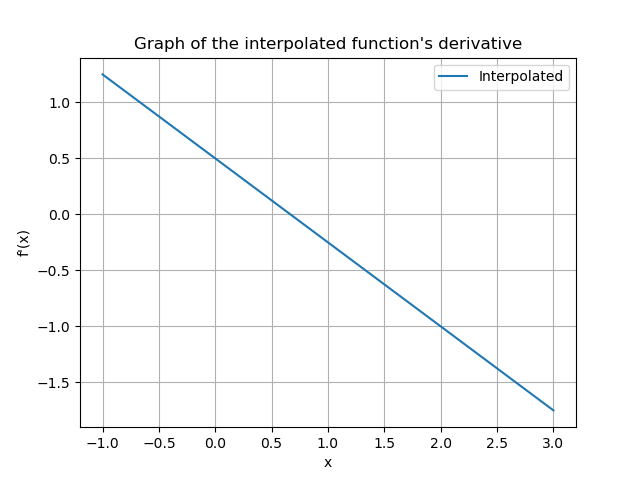 Graph of the interpolated function's derivative
Interpolated
1.0
0.5
0.0
−0.5
−1.0
−1.5
f'(x)
−1.0 −0.5 0.0 0.5 1.0 1.5 2.0 2.5 3.0
x